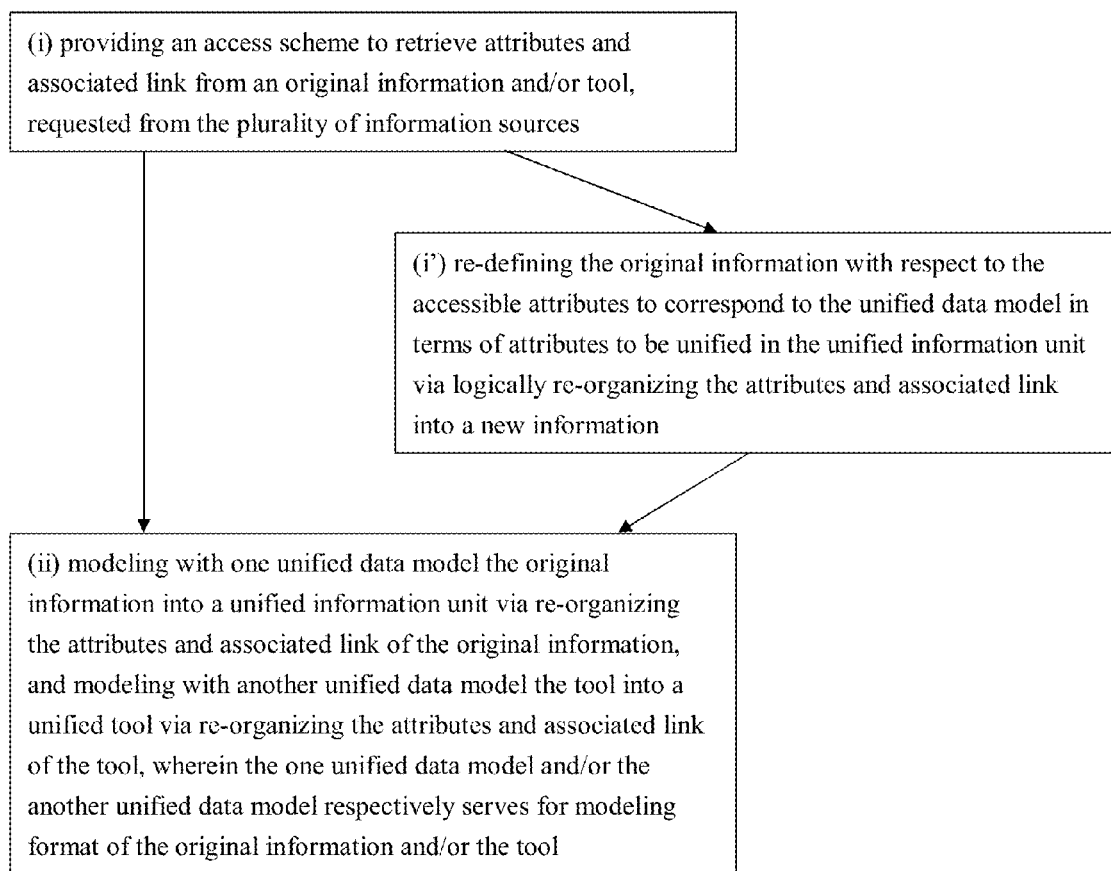 (i) providing an access scheme to retrieve attributes and
associated link from an original information and/or tool,
requested from the plurality of information sources
(i') re-defining the original information with respect to the
accessible attributes to correspond to the unified data model in
terms of attributes to be unified in the unified information unit
via logically re-organizing the attributes and associated link
into a new information
(ii) modeling with one unified data model the original
information into a unified information unit via re-organizing
the attributes and associated link of the original information,
and modeling with another unified data model the tool into a
unified tool via re-organizing the attributes and associated link
of the tool, wherein the one unified data model and/or the
another unified data model respectively serves for modeling
format of the original information and/or the tool